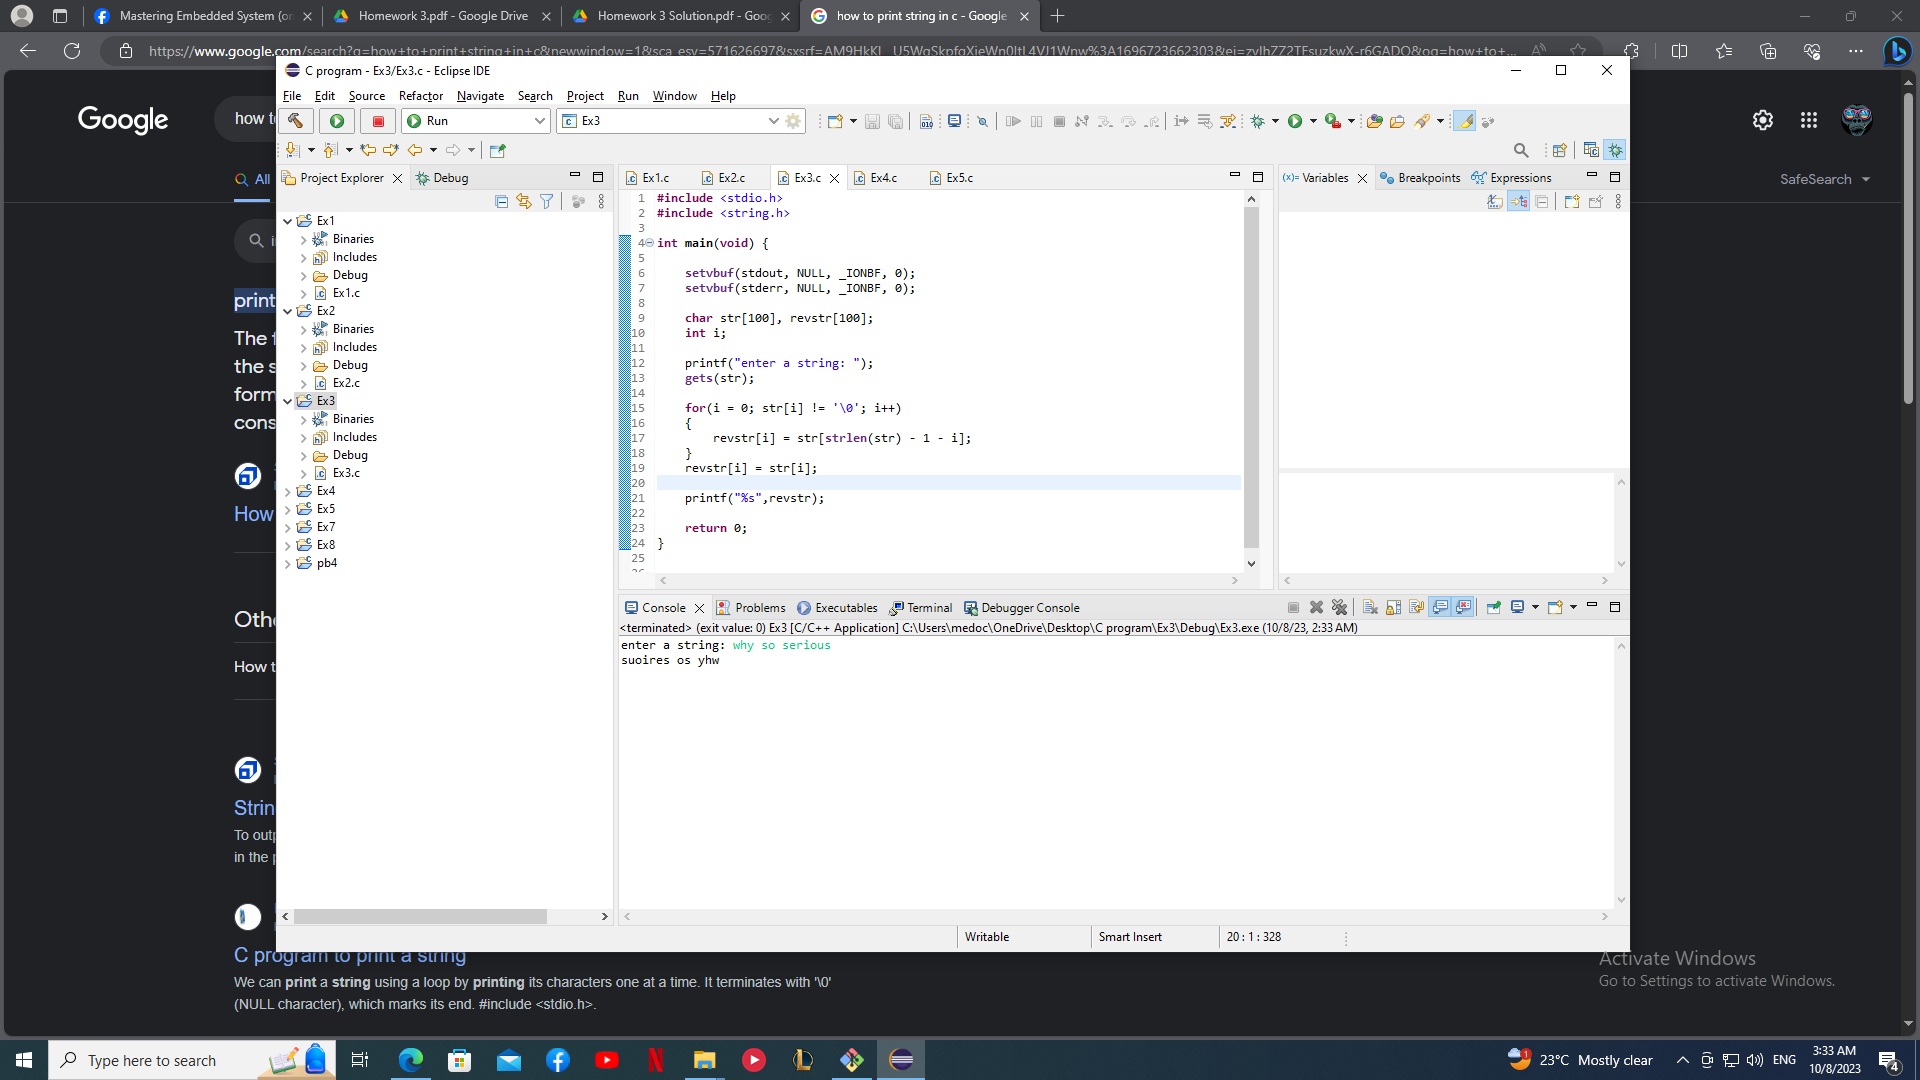 Mastering Embedded System (or
Homework 3.pdf - Google Drive
Homework 3 Solution.pdf - Goog
how to print string in c - Google
https://www.google.com/search?q=how+to+print+string+in+c&newwindow=1&sca_esv=571626697&sxsrf=AM9HkKl
Google
how to
All
SafeSearch
print
The f
the s
form
cons
How
Othe
How t
String
To outp
in the p
C program to print a string
We can print a string using a loop by printing its characters one at a time. It terminates with '\0'
(NULL character), which marks its end. #include <stdio.h>.
C program - Ex3/Ex3.c - Eclipse IDE
File Edit Source Refactor Navigate Search Project Run Window Help
Run
Ex3
Project Explorer
Debug
Ex1
Binaries
Includes
Debug
Ex1.c
Ex2
Binaries
Includes
Debug
Ex2.c
Ex3
Binaries
Includes
Debug
Ex3.c
Ex4
Ex5
Ex7
Ex8
pb4
Ex1.c Ex2.c Ex3.c Ex4.c Ex5.c
1 #include <stdio.h>
2 #include <string.h>
3
4 int main(void) {
5
6 setvbuf(stdout, NULL, _IONBF, 0);
7 setvbuf(stderr, NULL, _IONBF, 0);
8
9 char str[100], revstr[100];
10 int i;
11
12 printf("enter a string: ");
13 gets(str);
14
15 for(i = 0; str[i] != '\0'; i++)
16 {
17 revstr[i] = str[strlen(str) - 1 - i];
18 }
19 revstr[i] = str[i];
20
21 printf("%s",revstr);
22
23 return 0;
24 }
25
Variables Breakpoints Expressions
Console Problems Executables Terminal Debugger Console
<terminated> (exit value: 0) Ex3 [C/C++ Application] C:\Users\medoc\OneDrive\Desktop\C program\Ex3\Debug\Ex3.exe (10/8/23, 2:33 AM)
enter a string: why so serious
suoires os yhw
Writable
Smart Insert
20 : 1 : 328
Activate Windows
Go to Settings to activate Windows.
Type here to search
23°C Mostly clear
ENG
3:33 AM
10/8/2023
4